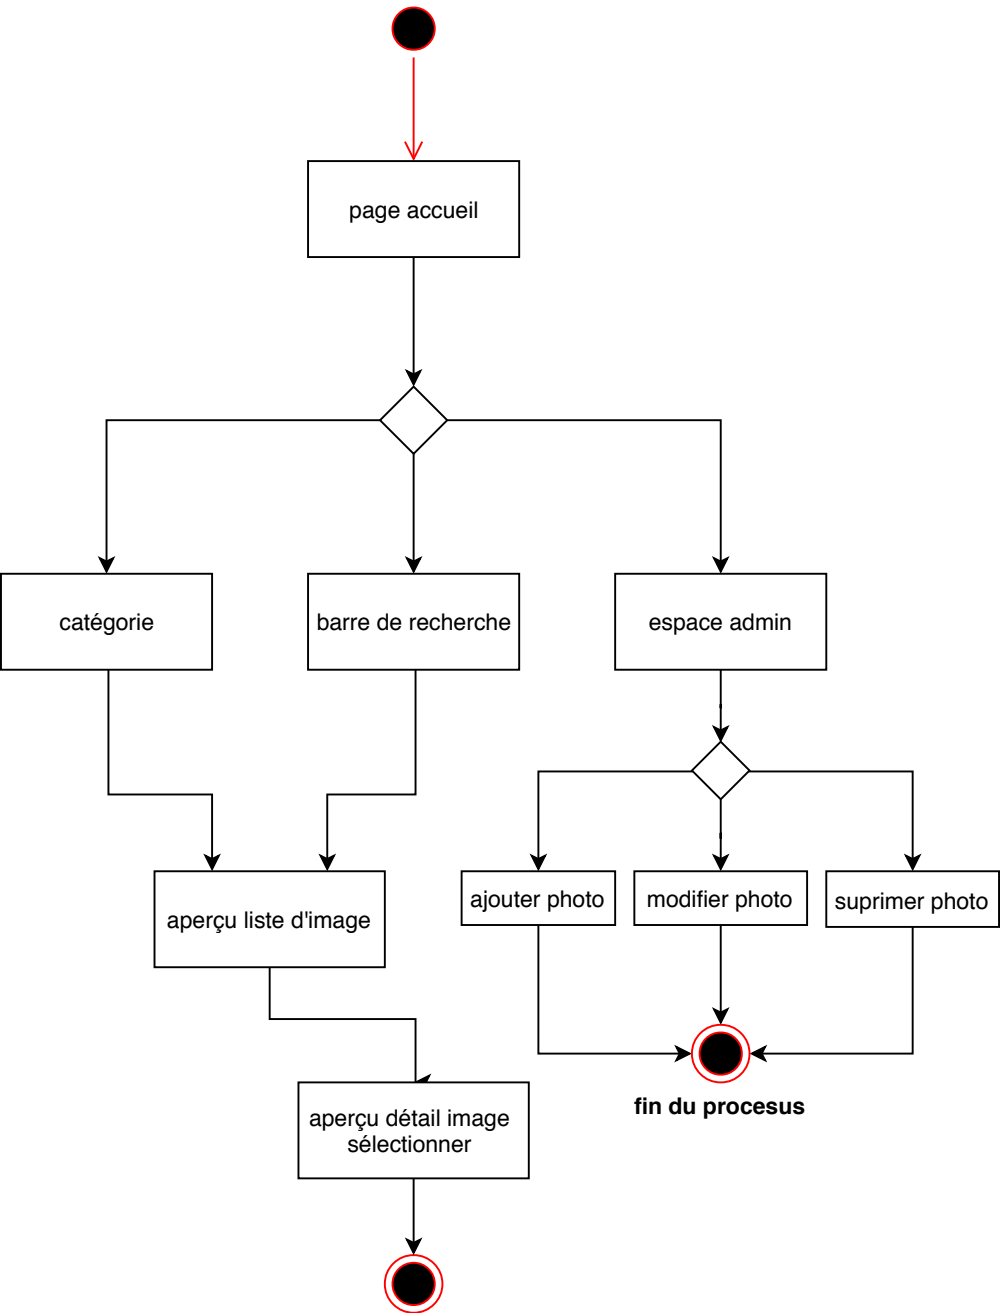 page accueil
catégorie
barre de recherche
espace admin
aperçu liste d'image
ajouter photo
modifier photo
suprimer photo
aperçu détail image
sélectionner
fin du procesus